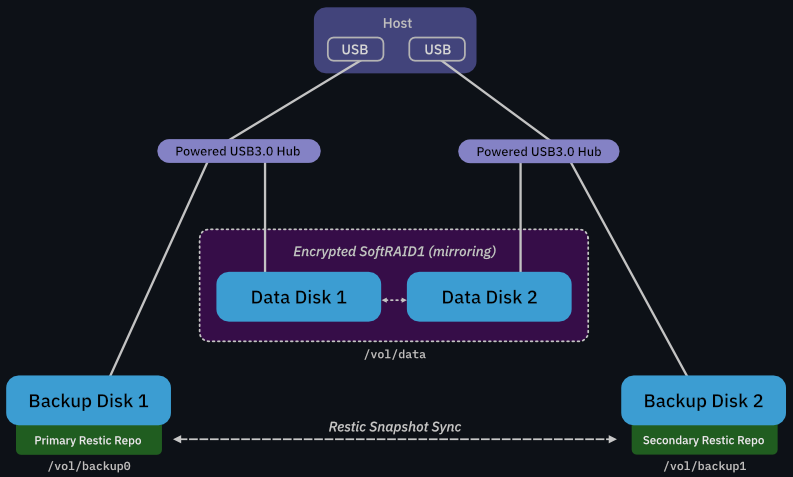 Host
USB
USB
Powered USB3.0 Hub
Powered USB3.0 Hub
Encrypted SoftRAID1 (mirroring)
Data Disk 1
Data Disk 2
/vol/data
Backup Disk 1
Backup Disk 2
Restic Snapshot Sync
Primary Restic Repo
Secondary Restic Repo
/vol/backup0
/vol/backup1